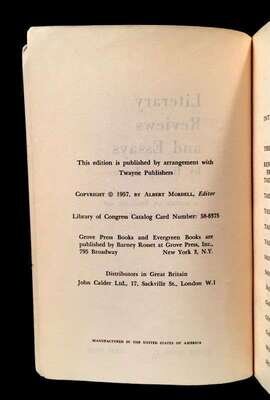 This edition is published by arrangement with
Twayne Publishers
Copyright © 1957, by Albert Mordell, Editor
Library of Congress Catalog Card Number: 58-8375
Grove Press Books and Evergreen Books are
published by Barney Rosset at Grove Press, Inc.,
795 Broadway New York 3, N.Y.
Distributors in Great Britain
John Calder Ltd., 17, Sackville St., London W.1
MANUFACTURED IN THE UNITED STATES OF AMERICA